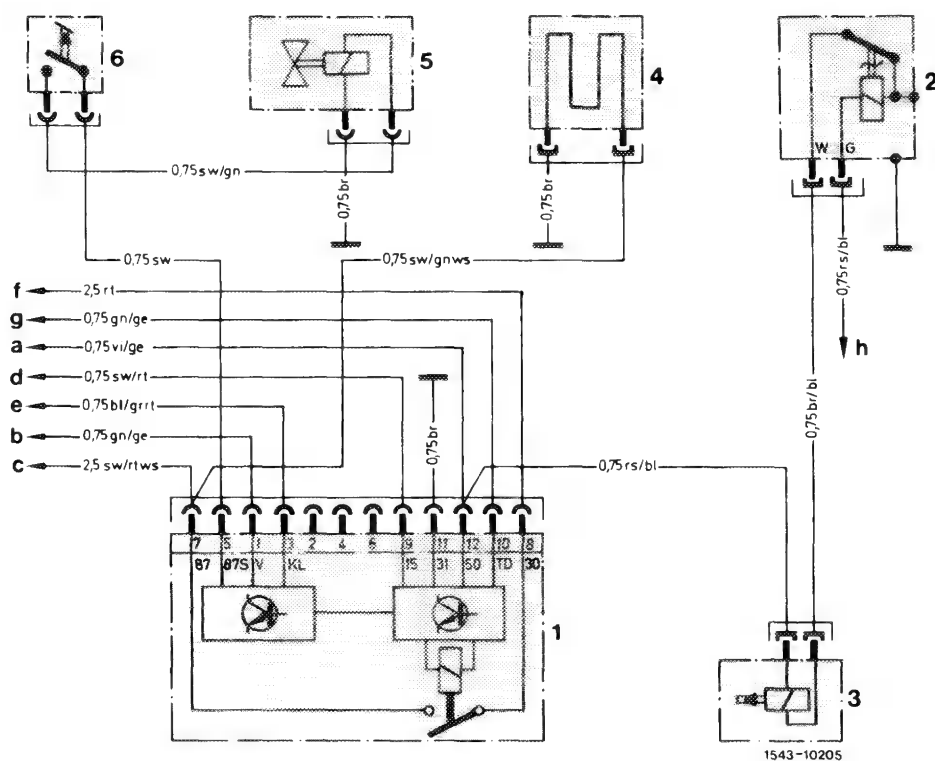 6
5
4
2
W G
0,75 sw/gn
0,75 br
0,75 br
0,75 rs/bl
0,75 sw
0,75 sw/gnws
f 2,5 rt
g 0,75 gn/ge
a 0,75 vi/ge
h
d 0,75 sw/rt
e 0,75 bl/grrt
0,75 br
0,75 br/bl
b 0,75 gn/ge
c 2,5 sw/rtws
0,75 rs/bl
7 5 1 3 2 4 6 9 11 12 10 8
87 87S V KL 15 31 50 TD 30
1
3
1543-10205